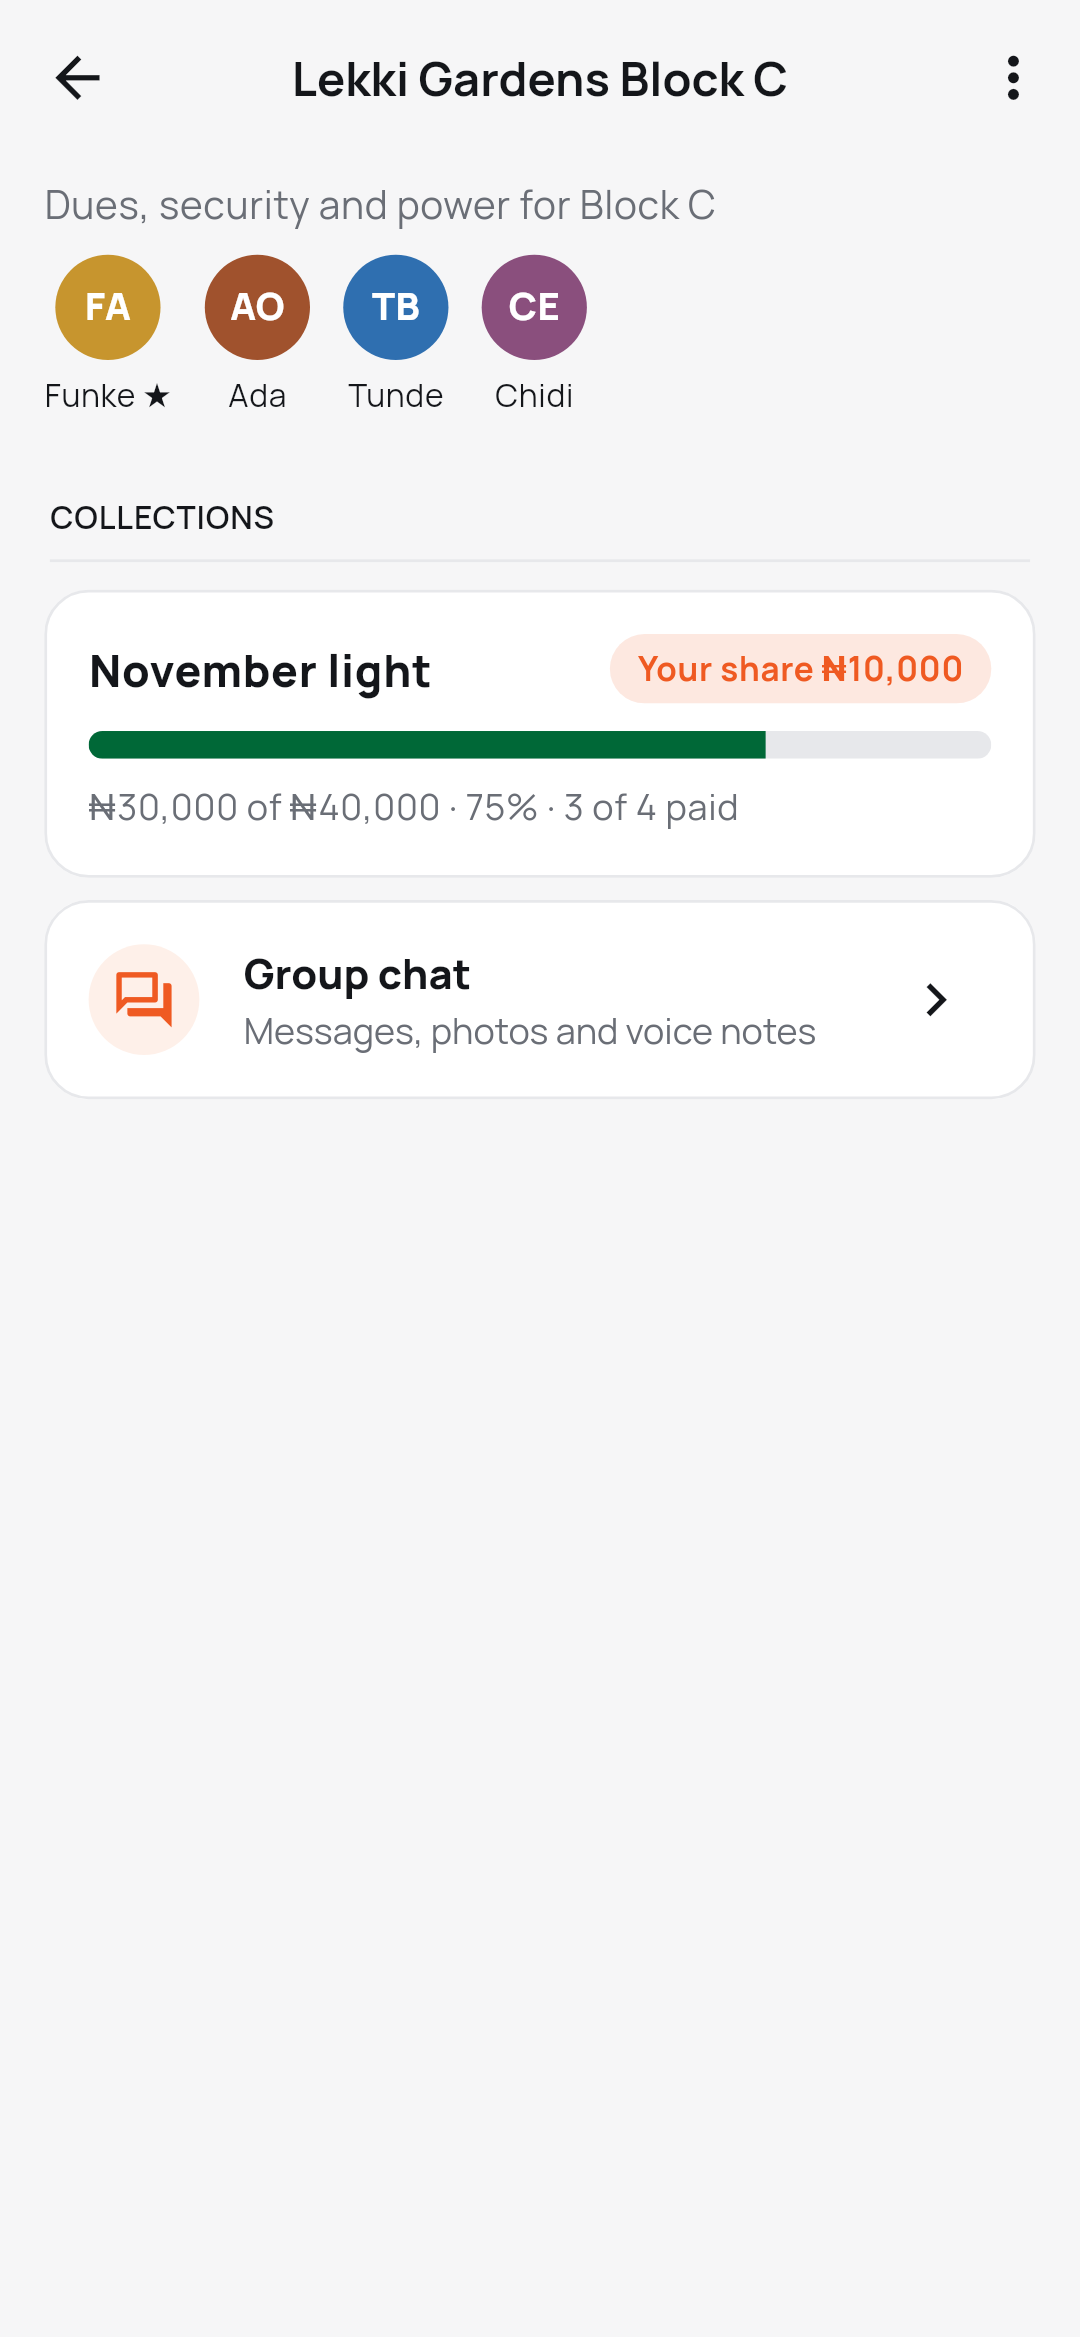 Lekki Gardens Block C
Dues, security and power for Block C
FA AO TB CE
Funke ★ Ada Tunde Chidi
COLLECTIONS
November light Your share ₦10,000
₦30,000 of ₦40,000 · 75% · 3 of 4 paid
Group chat
Messages, photos and voice notes